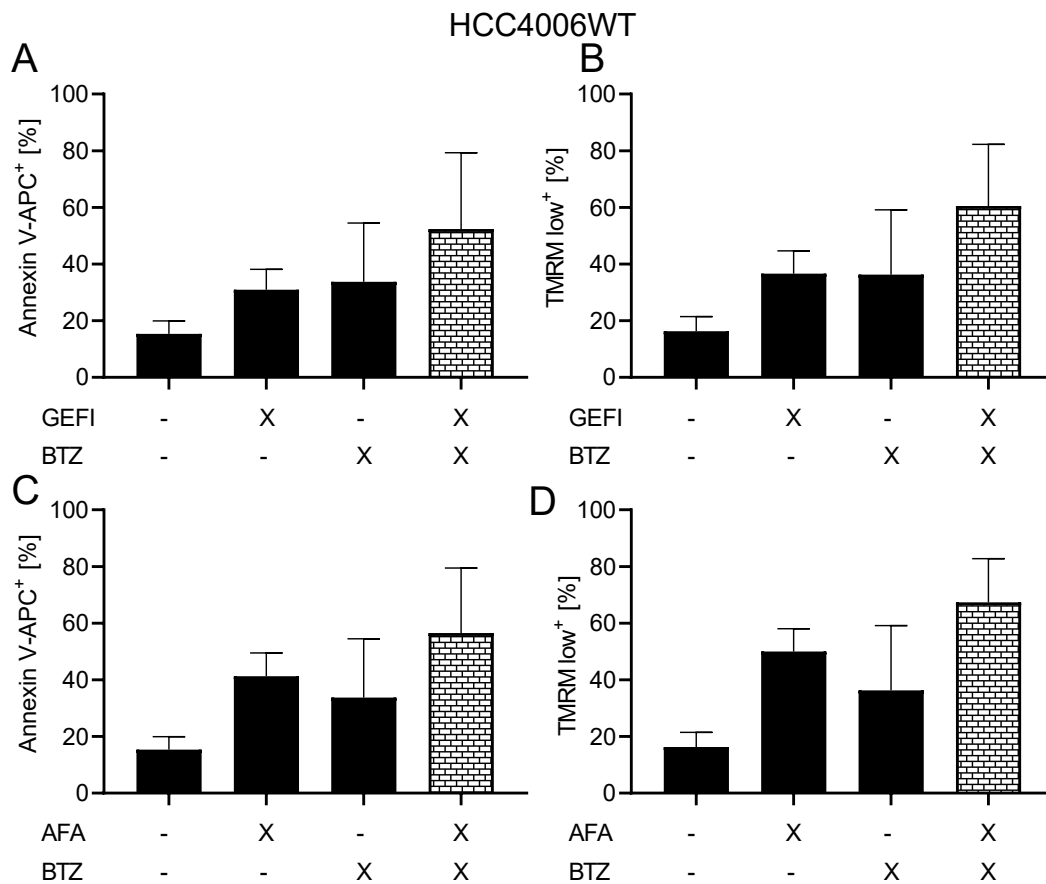 HCC4006WT
A
Annexin V-APC+ [%]
100
80
60
40
20
0
GEFI - X - X
BTZ - - X X
B
TMRM low+ [%]
100
80
60
40
20
0
GEFI - X - X
BTZ - - X X
C
Annexin V-APC+ [%]
100
80
60
40
20
0
AFA - X - X
BTZ - - X X
D
TMRM low+ [%]
100
80
60
40
20
0
AFA - X - X
BTZ - - X X